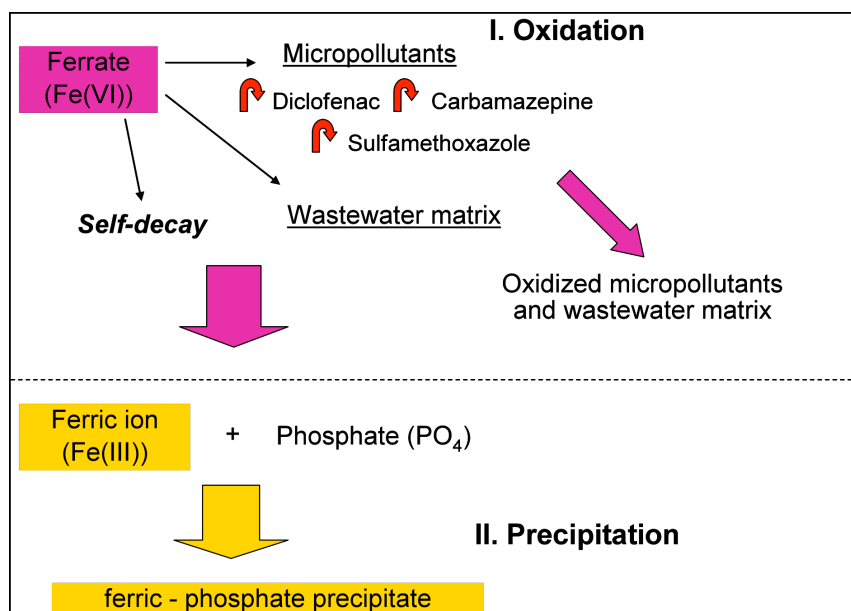 I. Oxidation
Ferrate
(Fe(VI))
Micropollutants
Diclofenac
Carbamazepine
Sulfamethoxazole
Self-decay
Wastewater matrix
Oxidized micropollutants
and wastewater matrix
Ferric ion
(Fe(III))
+
Phosphate (PO₄)
II. Precipitation
ferric - phosphate precipitate